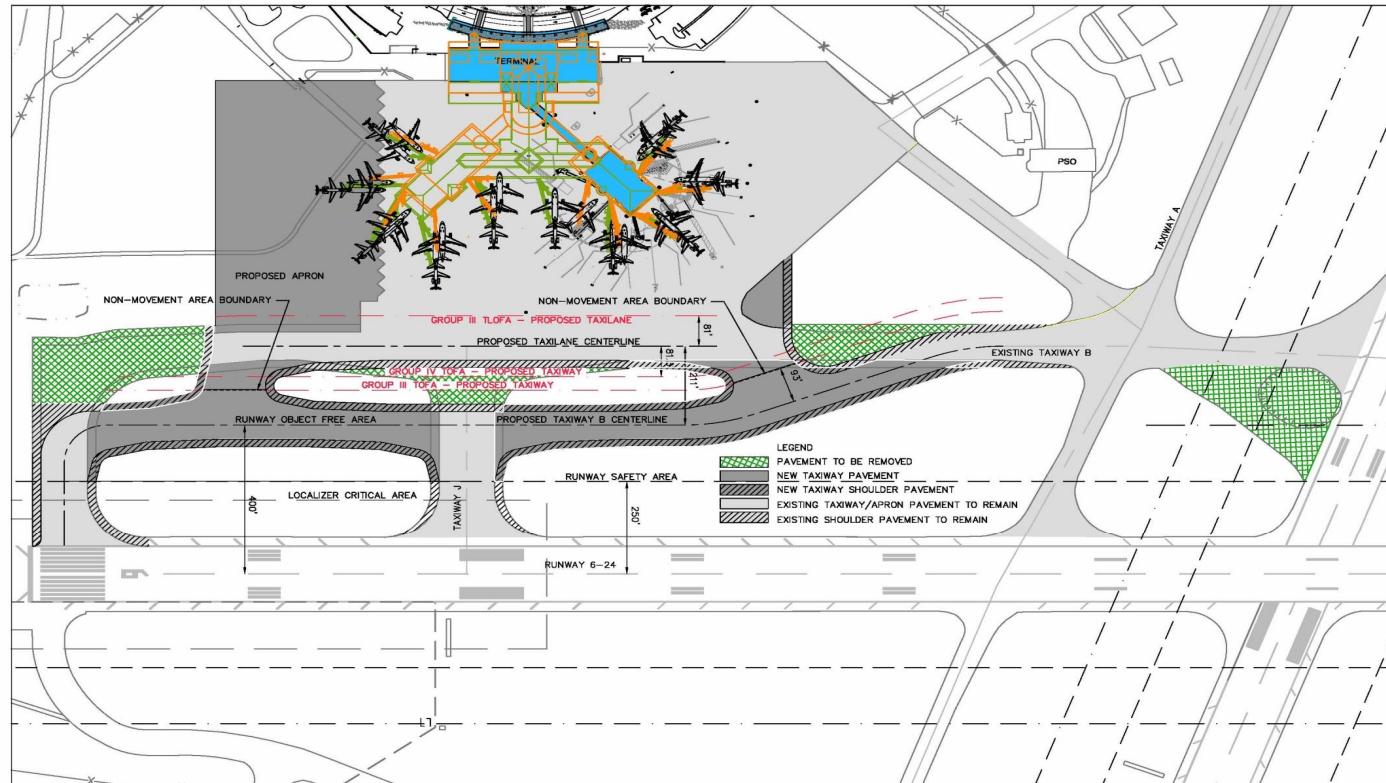 TERMINAL
PSO
TAXIWAY A
PROPOSED APRON
NON-MOVEMENT AREA BOUNDARY
NON-MOVEMENT AREA BOUNDARY
GROUP III TLOFA - PROPOSED TAXILANE
81'
PROPOSED TAXILANE CENTERLINE
EXISTING TAXIWAY B
81'
GROUP IV TOFA - PROPOSED TAXIWAY
211'
93'
GROUP III TOFA - PROPOSED TAXIWAY
RUNWAY OBJECT FREE AREA
PROPOSED TAXIWAY B CENTERLINE
LEGEND
PAVEMENT TO BE REMOVED
NEW TAXIWAY PAVEMENT
NEW TAXIWAY SHOULDER PAVEMENT
EXISTING TAXIWAY/APRON PAVEMENT TO REMAIN
EXISTING SHOULDER PAVEMENT TO REMAIN
RUNWAY SAFETY AREA
LOCALIZER CRITICAL AREA
400'
TAXIWAY J
250'
RUNWAY 6-24